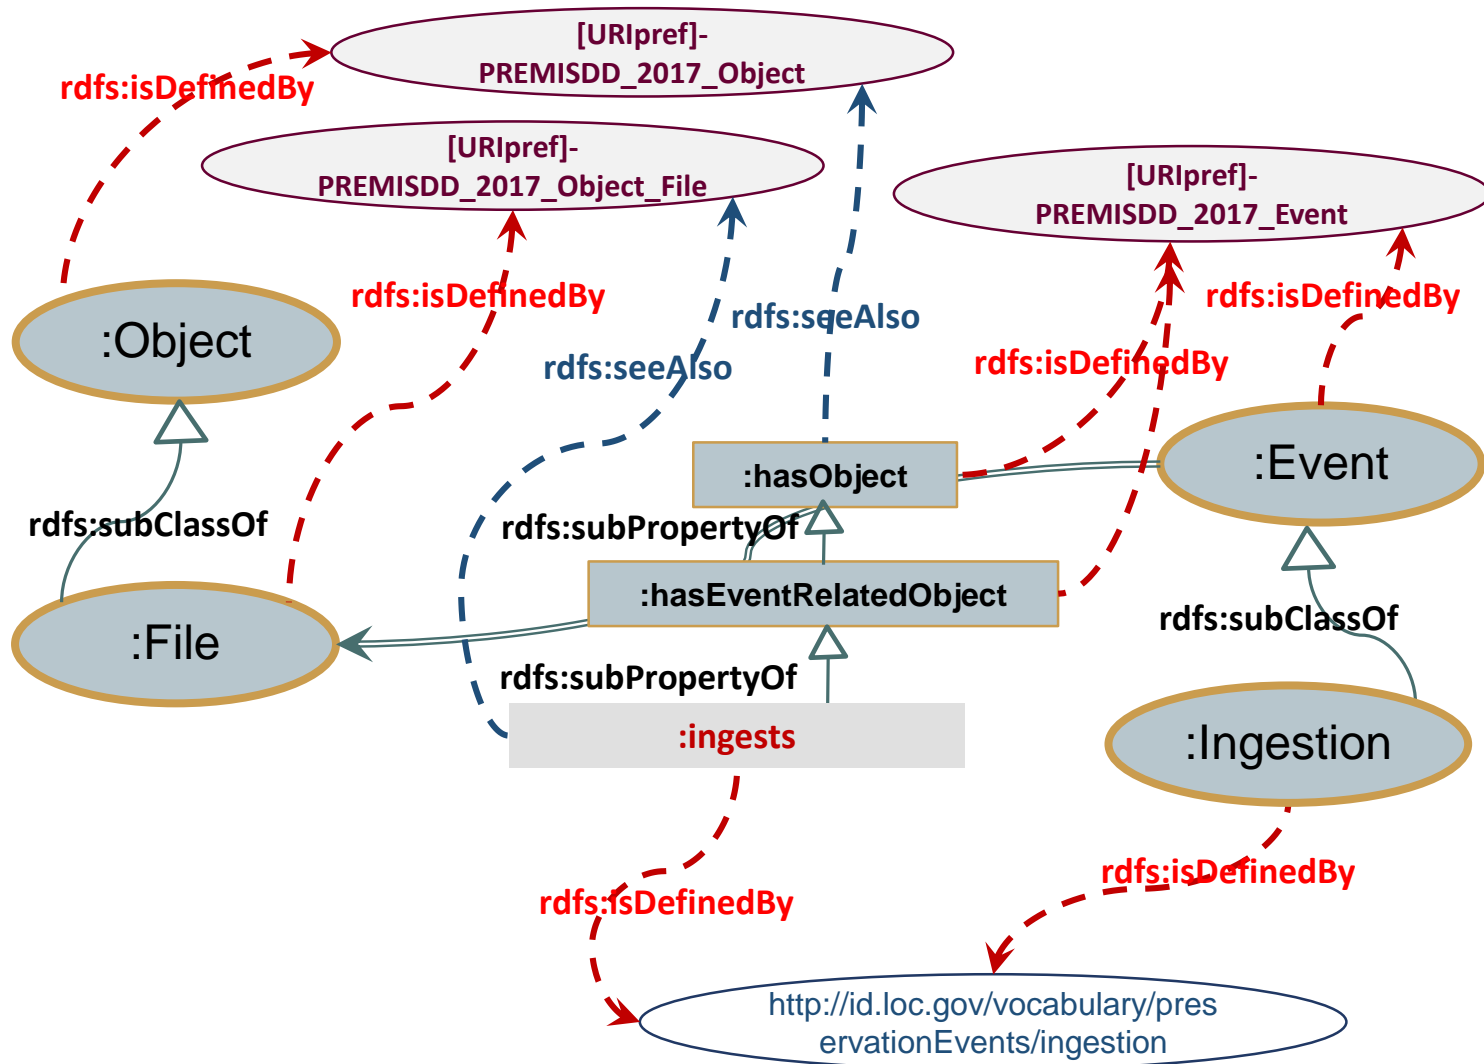 [URIpref]-
PREMISDD_2017_Object
rdfs:isDefinedBy
[URIpref]-
PREMISDD_2017_Object_File
[URIpref]-
PREMISDD_2017_Event
rdfs:isDefinedBy
rdfs:isDefinedBy
:Object
rdfs:seeAlso
rdfs:seeAlso
rdfs:isDefinedBy
:hasObject
:Event
rdfs:subClassOf
rdfs:subPropertyOf
:hasEventRelatedObject
:File
rdfs:subClassOf
rdfs:subPropertyOf
:ingests
:Ingestion
rdfs:isDefinedBy
rdfs:isDefinedBy
http://id.loc.gov/vocabulary/pres
ervationEvents/ingestion